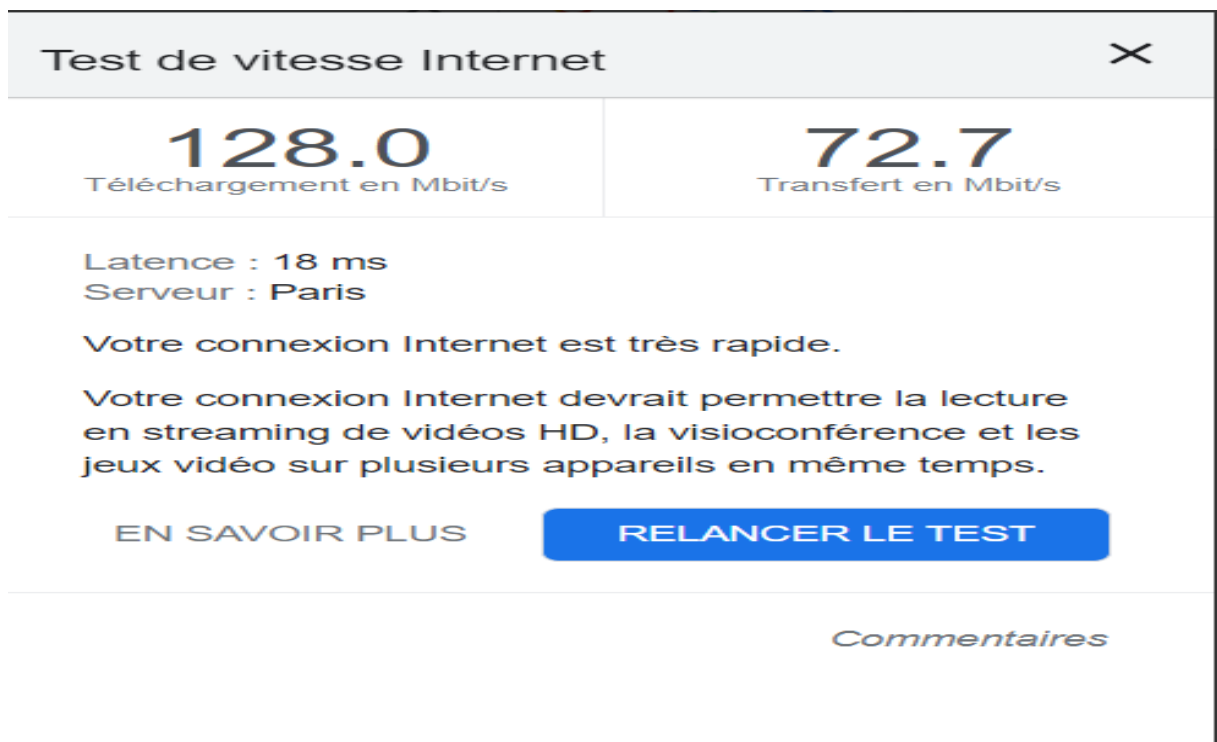 Test de vitesse Internet
128.0
Téléchargement en Mbit/s
72.7
Transfert en Mbit/s
Latence : 18 ms
Serveur : Paris
Votre connexion Internet est très rapide.
Votre connexion Internet devrait permettre la lecture
en streaming de vidéos HD, la visioconférence et les
jeux vidéo sur plusieurs appareils en même temps.
EN SAVOIR PLUS
RELANCER LE TEST
Commentaires